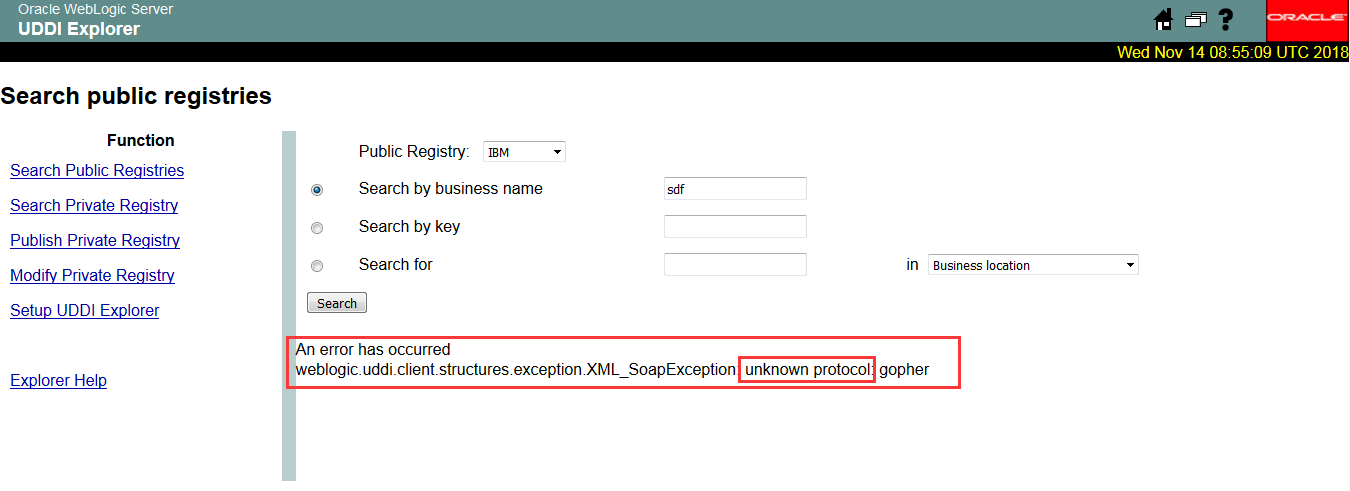 Oracle WebLogic Server
UDDI Explorer
ORACLE
Wed Nov 14 08:55:09 UTC 2018
Search public registries
Function
Search Public Registries
Search Private Registry
Publish Private Registry
Modify Private Registry
Setup UDDI Explorer
Explorer Help
Public Registry: IBM
Search by business name sdf
Search by key
Search for in Business location
Search
An error has occurred
weblogic.uddi.client.structures.exception.XML_SoapException: unknown protocol: gopher